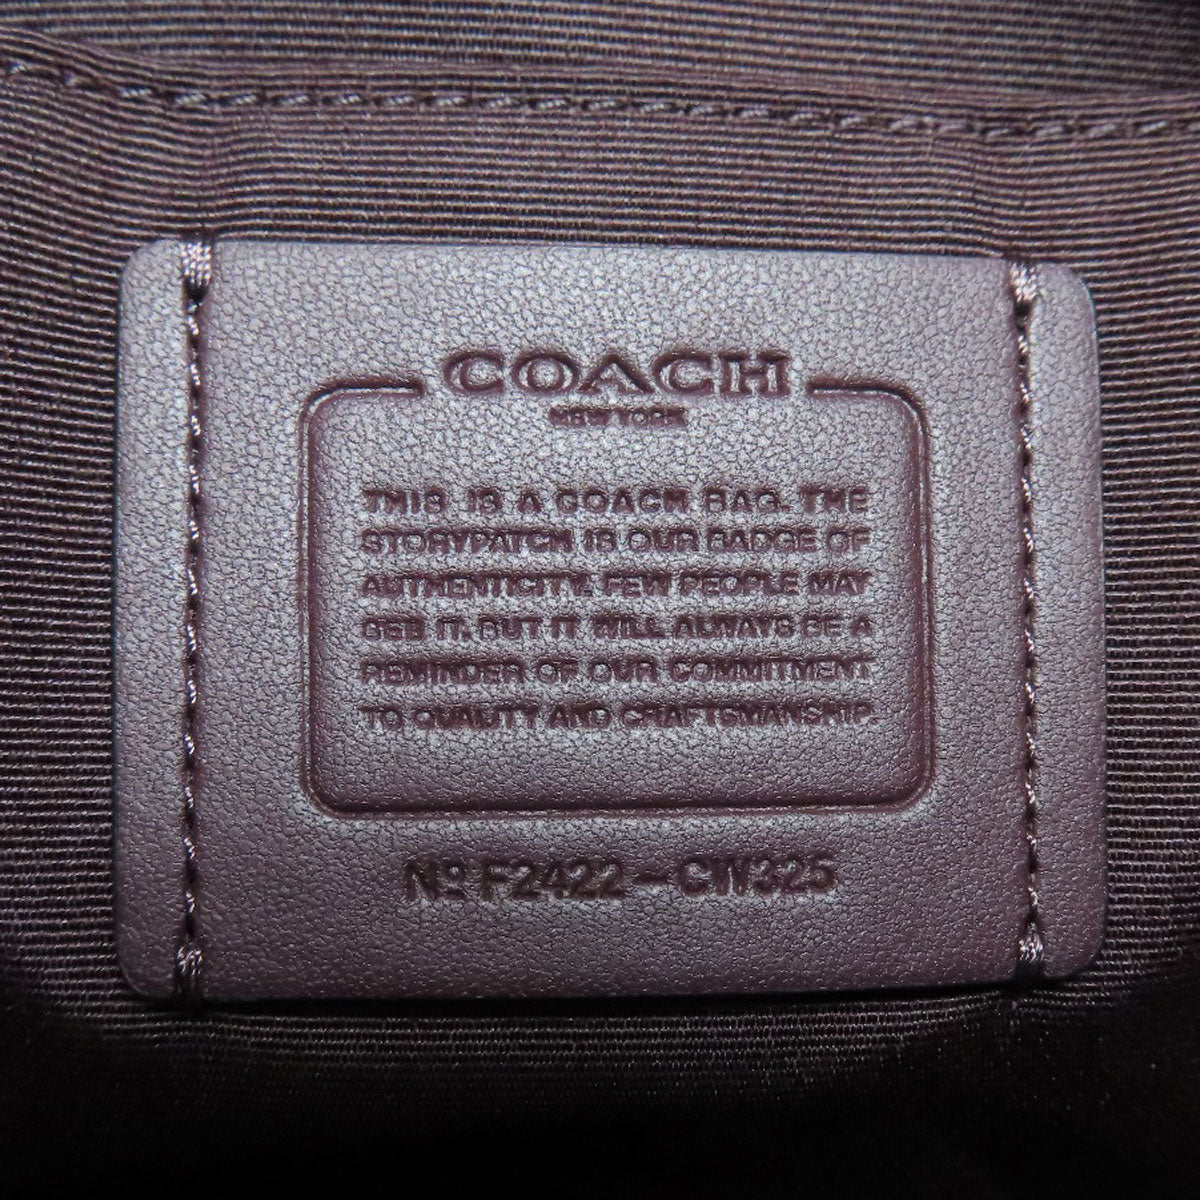 COACH
NEW YORK
THIS IS A COACH BAG. THE
STORYPATCH IS OUR BADGE OF
AUTHENTICITY. FEW PEOPLE MAY
SEE IT. BUT IT WILL ALWAYS BE A
REMINDER OF OUR COMMITMENT
TO QUALITY AND CRAFTSMANSHIP.
Nº F2422-CW325